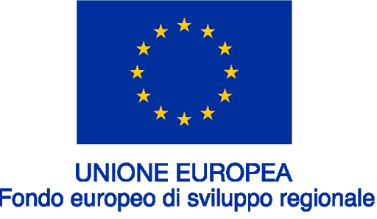 UNIONE EUROPEA
Fondo europeo di sviluppo regionale